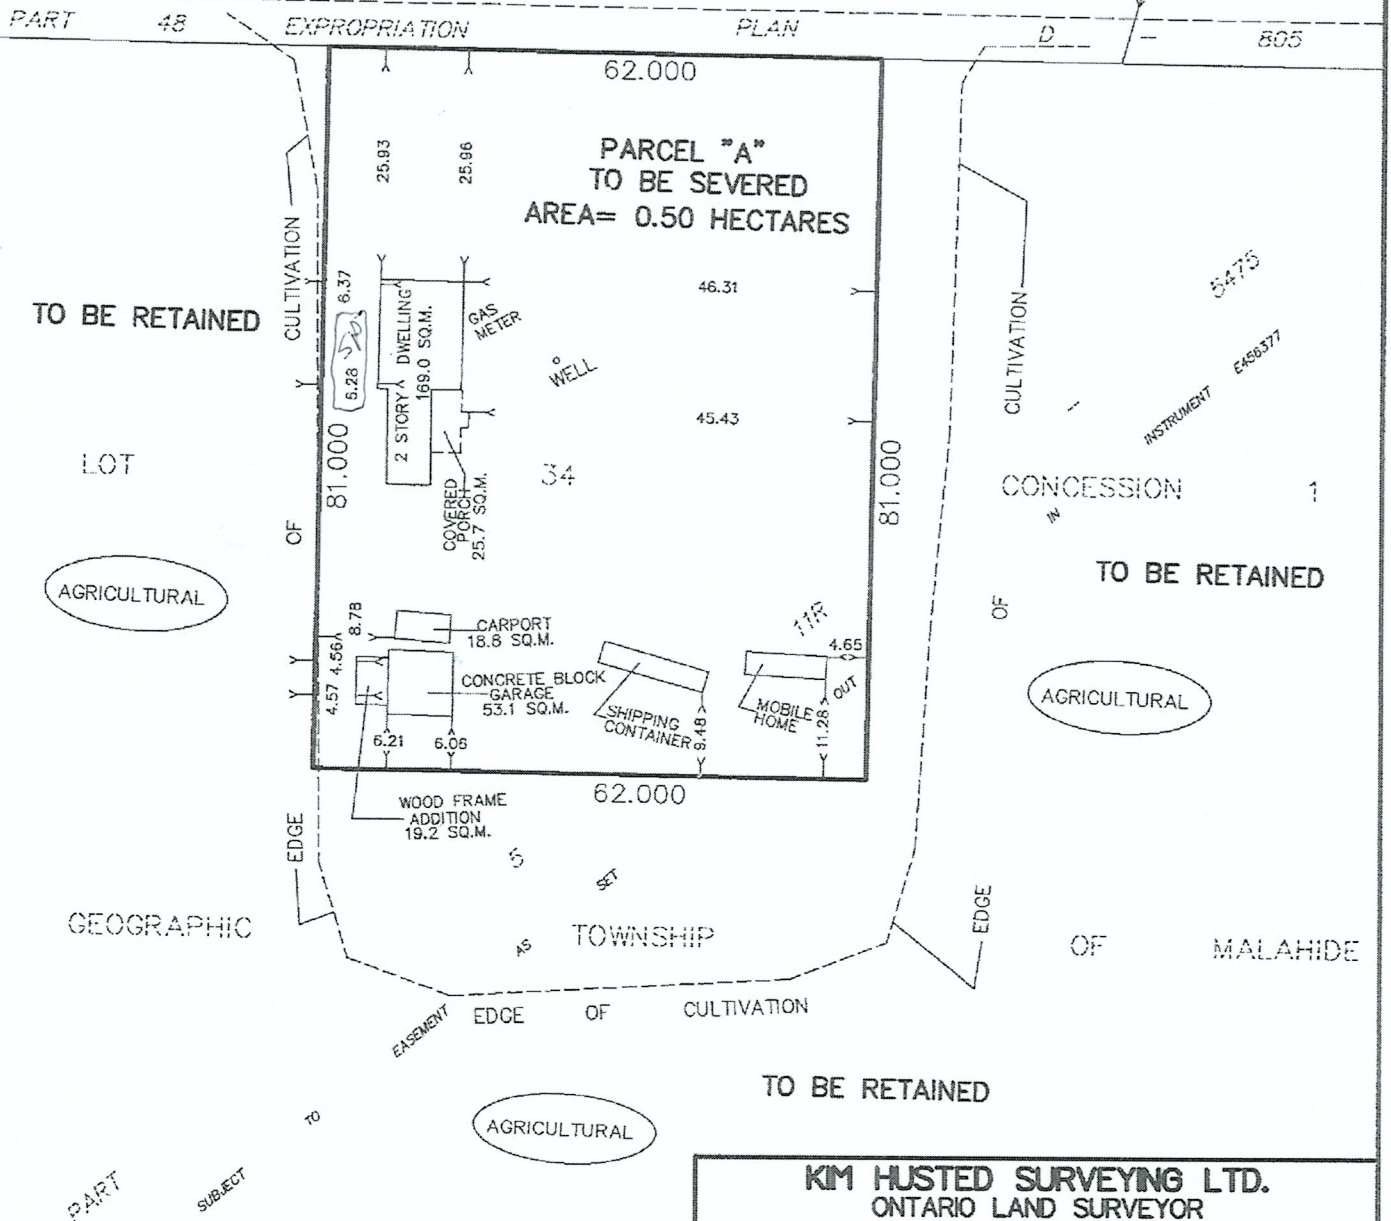 PART 48 EXPROPRIATION PLAN D - 805
62.000
PARCEL "A"
TO BE SEVERED
AREA= 0.50 HECTARES
25.93
25.96
CULTIVATION
OF
EDGE
TO BE RETAINED
6.37
5.28
81.000
2 STORY DWELLING
169.0 SQ.M.
GAS
METER
WELL
46.31
45.43
34
COVERED
PORCH
25.7 SQ.M.
81.000
CULTIVATION
OF
EDGE
5475
INSTRUMENT E456377
IN
LOT
CONCESSION 1
TO BE RETAINED
AGRICULTURAL
AGRICULTURAL
8.78
4.56
4.57
CARPORT
18.8 SQ.M.
CONCRETE BLOCK
GARAGE
53.1 SQ.M.
6.21
6.06
SHIPPING
CONTAINER
9.48
11R
4.65
MOBILE
HOME
11.28
OUT
62.000
WOOD FRAME
ADDITION
19.2 SQ.M.
5
SET
AS
GEOGRAPHIC TOWNSHIP OF MALAHIDE
EDGE OF CULTIVATION
EASEMENT
TO BE RETAINED
TO
AGRICULTURAL
SUBJECT
PART
KIM HUSTED SURVEYING LTD.
ONTARIO LAND SURVEYOR